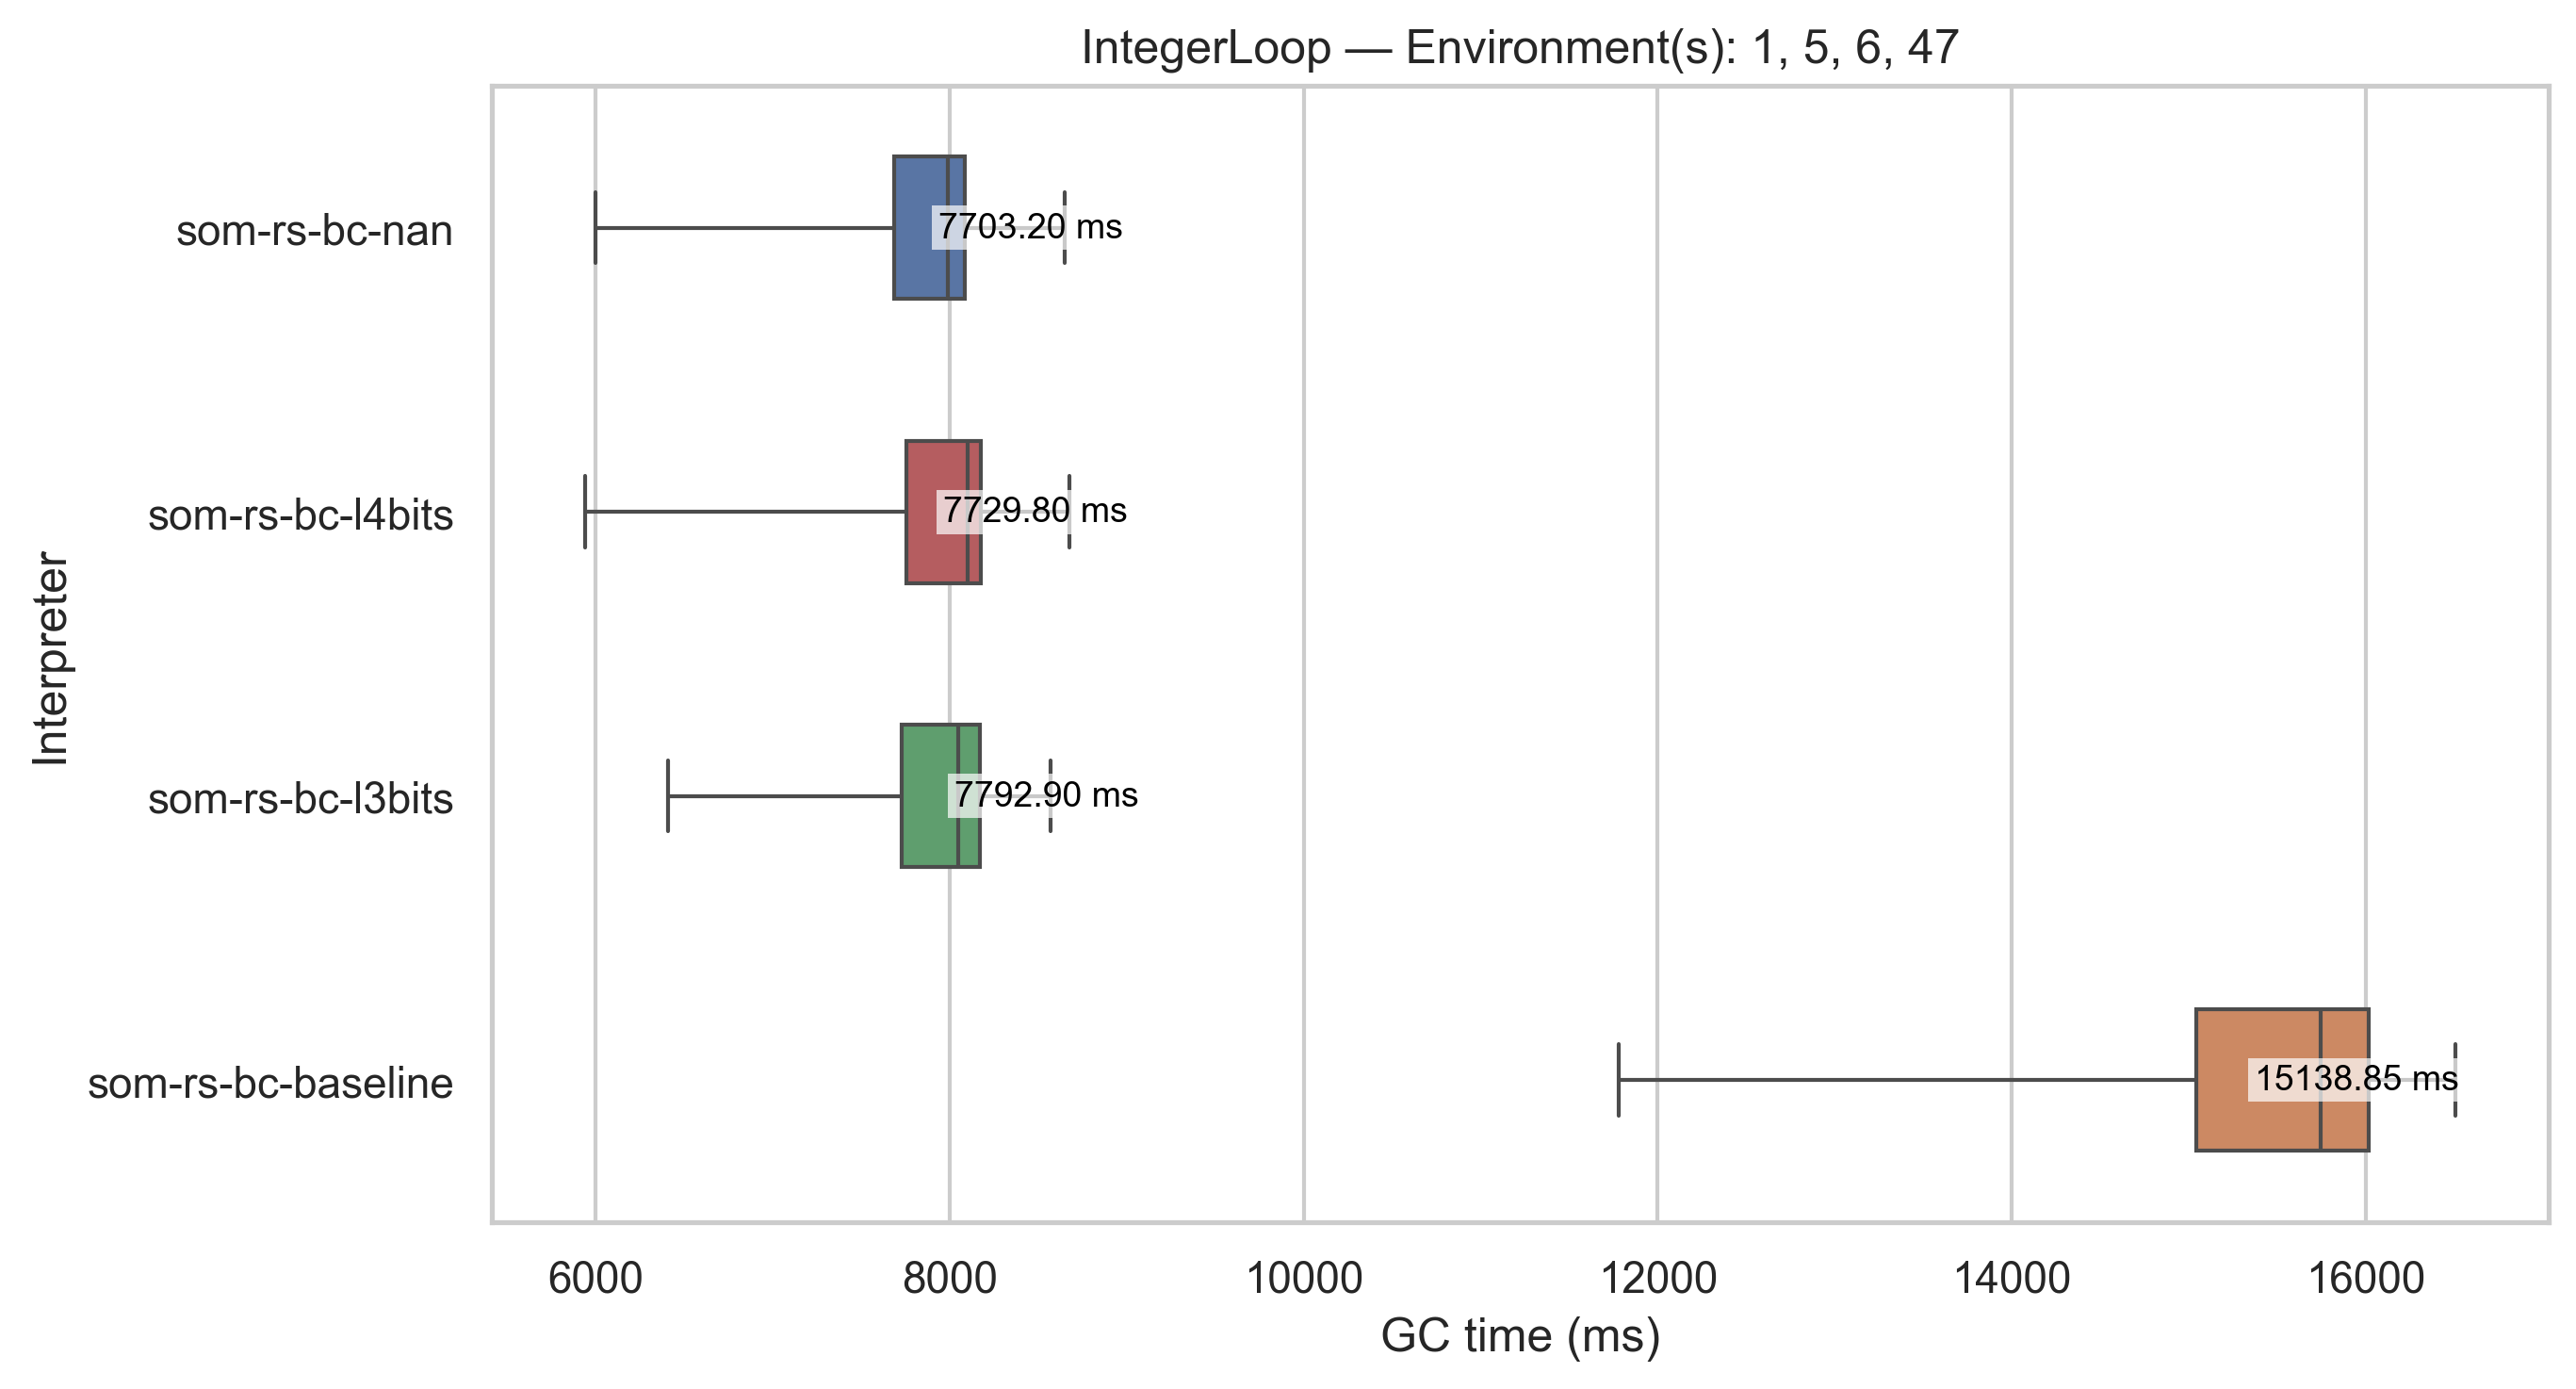 IntegerLoop — Environment(s): 1, 5, 6, 47
som-rs-bc-nan
7703.20 ms
som-rs-bc-l4bits
7729.80 ms
Interpreter
som-rs-bc-l3bits
7792.90 ms
som-rs-bc-baseline
15138.85 ms
6000 8000 10000 12000 14000 16000
GC time (ms)